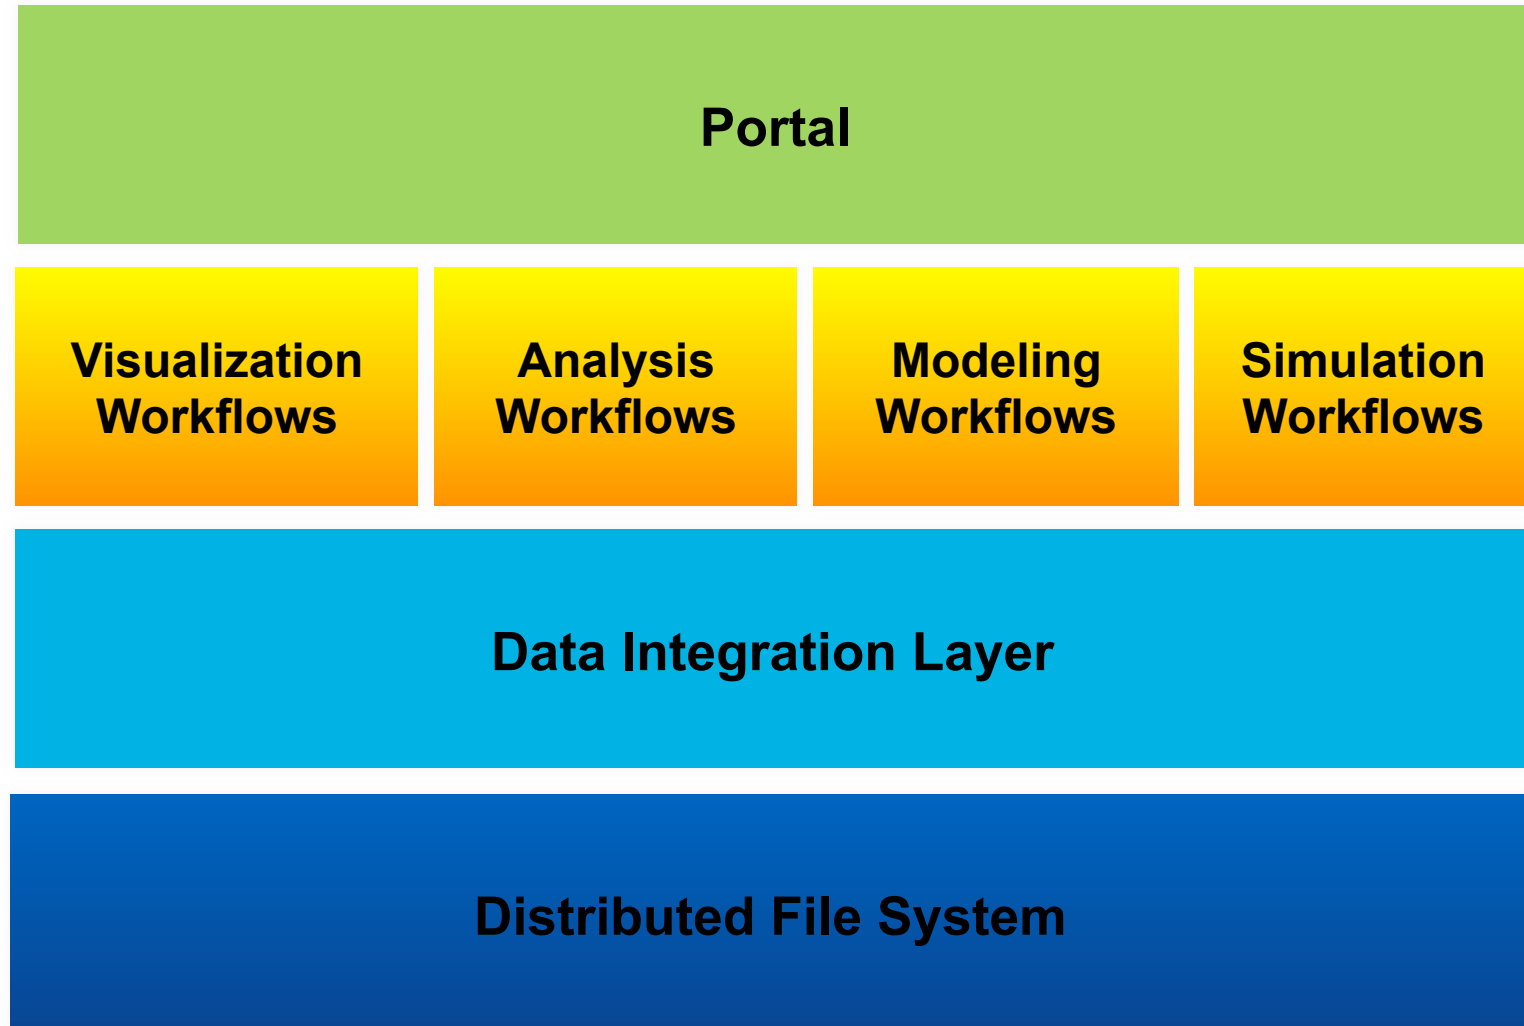 Portal
Visualization
Workflows
Analysis
Workflows
Modeling
Workflows
Simulation
Workflows
Data Integration Layer
Distributed File System